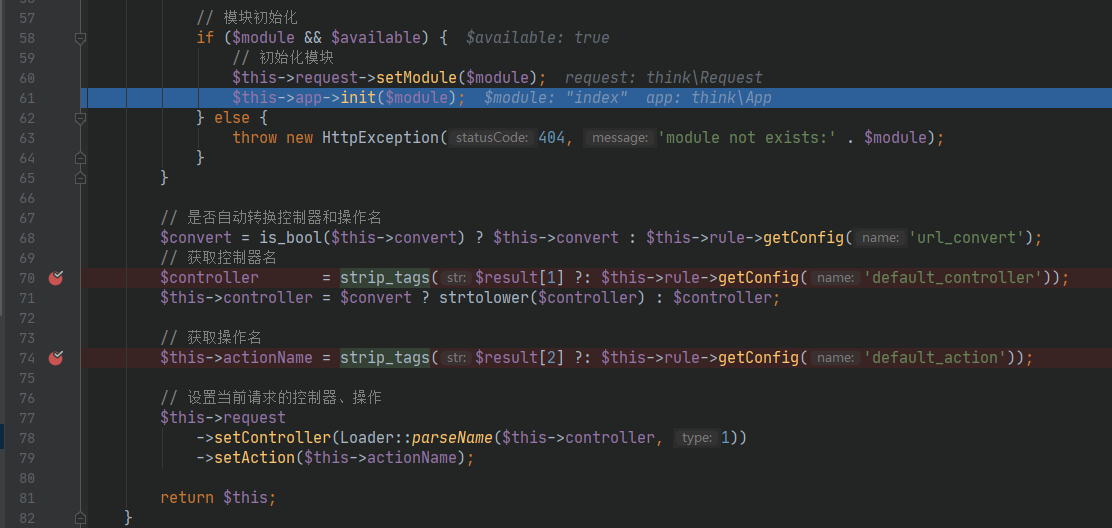 57 // 模块初始化
58 if ($module && $available) { $available: true
59 // 初始化模块
60 $this->request->setModule($module); request: think\Request
61 $this->app->init($module); $module: "index" app: think\App
62 } else {
63 throw new HttpException( statusCode: 404, message: 'module not exists:' . $module);
64 }
65 }
66
67 // 是否自动转换控制器和操作名
68 $convert = is_bool($this->convert) ? $this->convert : $this->rule->getConfig( name: 'url_convert');
69 // 获取控制器名
70 $controller = strip_tags( str: $result[1] ?: $this->rule->getConfig( name: 'default_controller'));
71 $this->controller = $convert ? strtolower($controller) : $controller;
72
73 // 获取操作名
74 $this->actionName = strip_tags( str: $result[2] ?: $this->rule->getConfig( name: 'default_action'));
75
76 // 设置当前请求的控制器、操作
77 $this->request
78 ->setController(Loader::parseName($this->controller, type: 1))
79 ->setAction($this->actionName);
80
81 return $this;
82 }